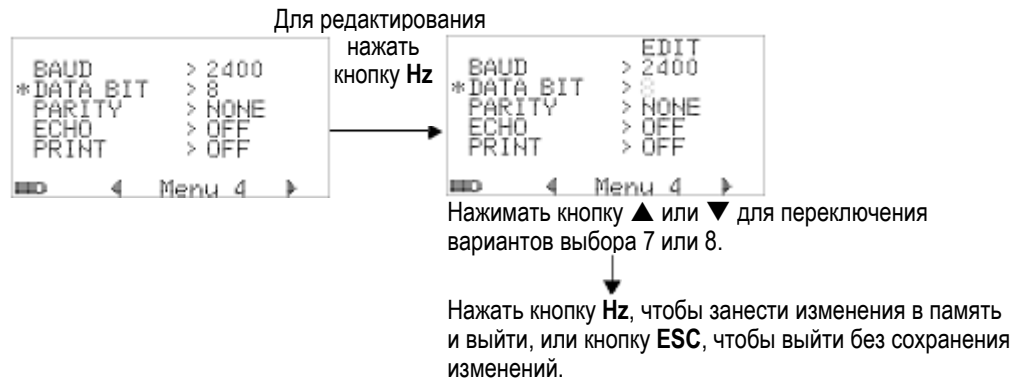 Для редактирования
нажать
кнопку Hz
BAUD > 2400
*DATA BIT > 8
PARITY > NONE
ECHO > OFF
PRINT > OFF
Menu 4
EDIT
BAUD > 2400
*DATA BIT > 8
PARITY > NONE
ECHO > OFF
PRINT > OFF
Menu 4
Нажимать кнопку ▲ или ▼ для переключения
вариантов выбора 7 или 8.
Нажать кнопку Hz, чтобы занести изменения в память
и выйти, или кнопку ESC, чтобы выйти без сохранения
изменений.